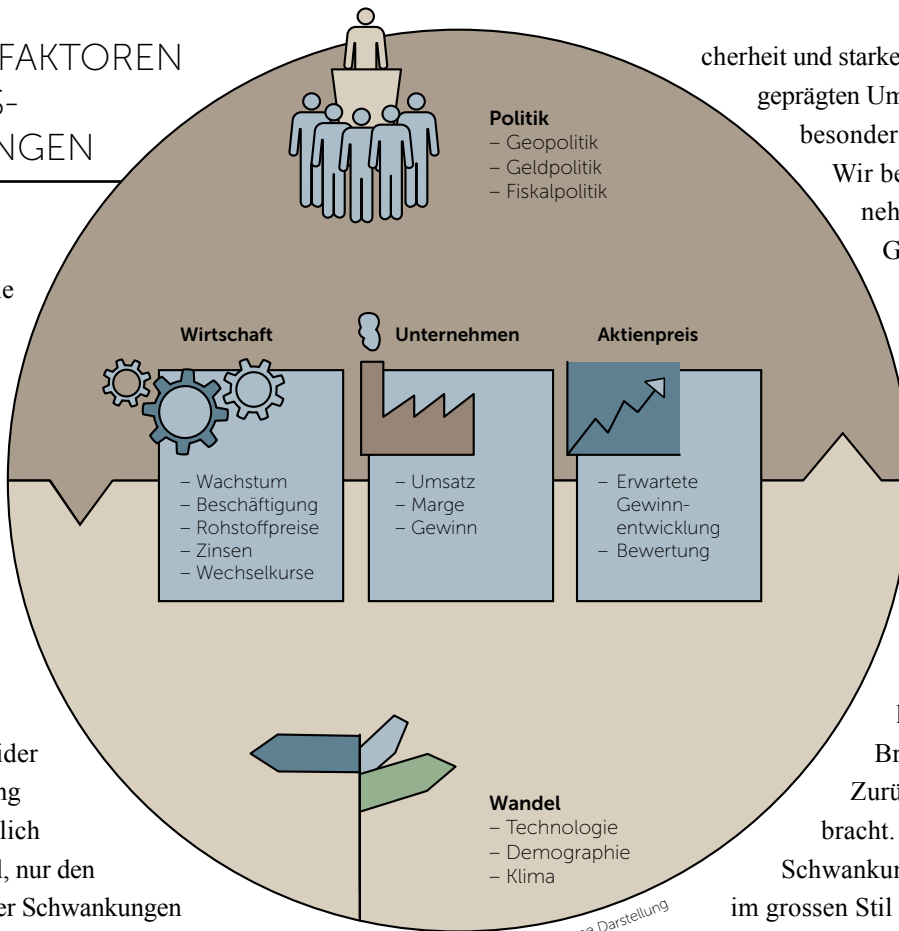 FAKTOREN
S-
NGEN
cherheit und starke
geprägten Um
besonder
Wir be
neh
G
Politik
– Geopolitik
– Geldpolitik
– Fiskalpolitik
Wirtschaft
– Wachstum
– Beschäftigung
– Rohstoffpreise
– Zinsen
– Wechselkurse
Unternehmen
– Umsatz
– Marge
– Gewinn
Aktienpreis
– Erwartete
Gewinn-
entwicklung
– Bewertung
Wandel
– Technologie
– Demographie
– Klima
ider
ng
lich
l, nur den
er Schwankungen
Br
Zurü
bracht.
Schwankun
im grossen Stil
Darstellung